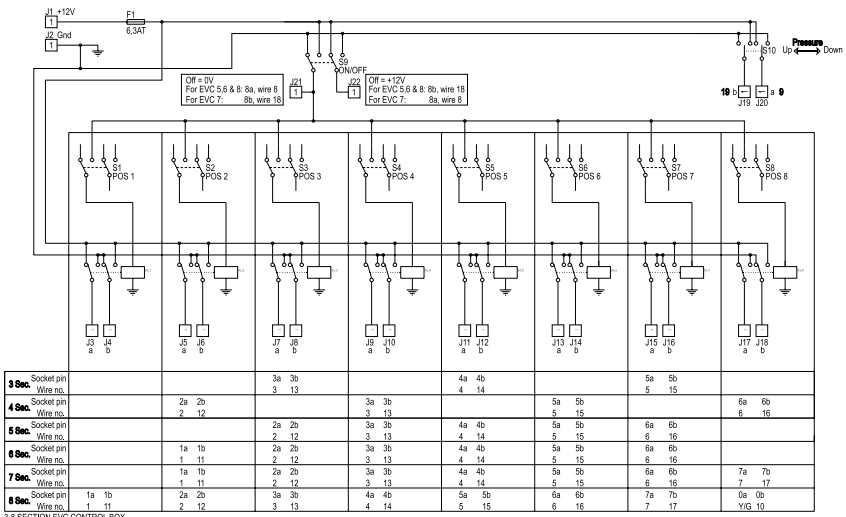 J1 +12V
1
F1
6,3AT
J2 Gnd
1
S9
ON/OFF
S10
Pressure
Up Down
J21
1
J22
1
Off = 0V
For EVC 5,6 & 8: 8a, wire 8
For EVC 7: 8b, wire 18
Off = +12V
For EVC 5,6 & 8: 8b, wire 18
For EVC 7: 8a, wire 8
19 b a 9
J19 J20
S1
POS 1
S2
POS 2
S3
POS 3
S4
POS 4
S5
POS 5
S6
POS 6
S7
POS 7
S8
POS 8
J3 J4
a b
J5 J6
a b
J7 J8
a b
J9 J10
a b
J11 J12
a b
J13 J14
a b
J15 J16
a b
J17 J18
a b
3 Sec. Socket pin 3a 3b 4a 4b 5a 5b
Wire no. 3 13 4 14 5 15
4 Sec. Socket pin 2a 2b 3a 3b 5a 5b 6a 6b
Wire no. 2 12 3 13 5 15 6 16
5 Sec. Socket pin 2a 2b 3a 3b 4a 4b 5a 5b 6a 6b
Wire no. 2 12 3 13 4 14 5 15 6 16
6 Sec. Socket pin 1a 1b 2a 2b 3a 3b 4a 4b 5a 5b 6a 6b
Wire no. 1 11 2 12 3 13 4 14 5 15 6 16
7 Sec. Socket pin 1a 1b 2a 2b 3a 3b 4a 4b 5a 5b 6a 6b 7a 7b
Wire no. 1 11 2 12 3 13 4 14 5 15 6 16 7 17
8 Sec. Socket pin 1a 1b 2a 2b 3a 3b 4a 4b 5a 5b 6a 6b 7a 7b 0a 0b
Wire no. 1 11 2 12 3 13 4 14 5 15 6 16 7 17 Y/G 10
3-8 SECTION EVC CONTROL BOX